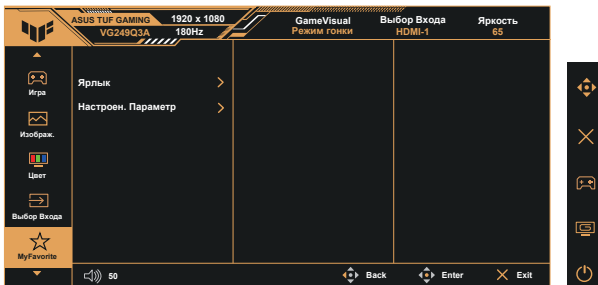 ASUS TUF GAMING 1920 x 1080 GameVisual Выбор Входа Яркость
VG249Q3A 180Hz Режим гонки HDMI-1 65
Игра
Изображ.
Цвет
Выбор Входа
MyFavorite
Ярлык
Настроен. Параметр
50 Back Enter Exit